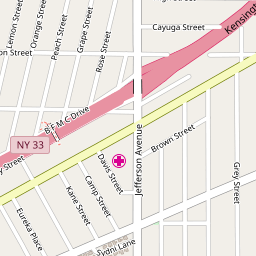 Lemon Street
Orange Street
Peach Street
Grape Street
Rose Street
Cayuga Street
Kensing
on Street
B F M C Drive
NY 33
y Street
Jefferson Avenue
Brown Street
Davis Street
Camp Street
Kane Street
Eureka Place
Grey Street
Sydni Lane